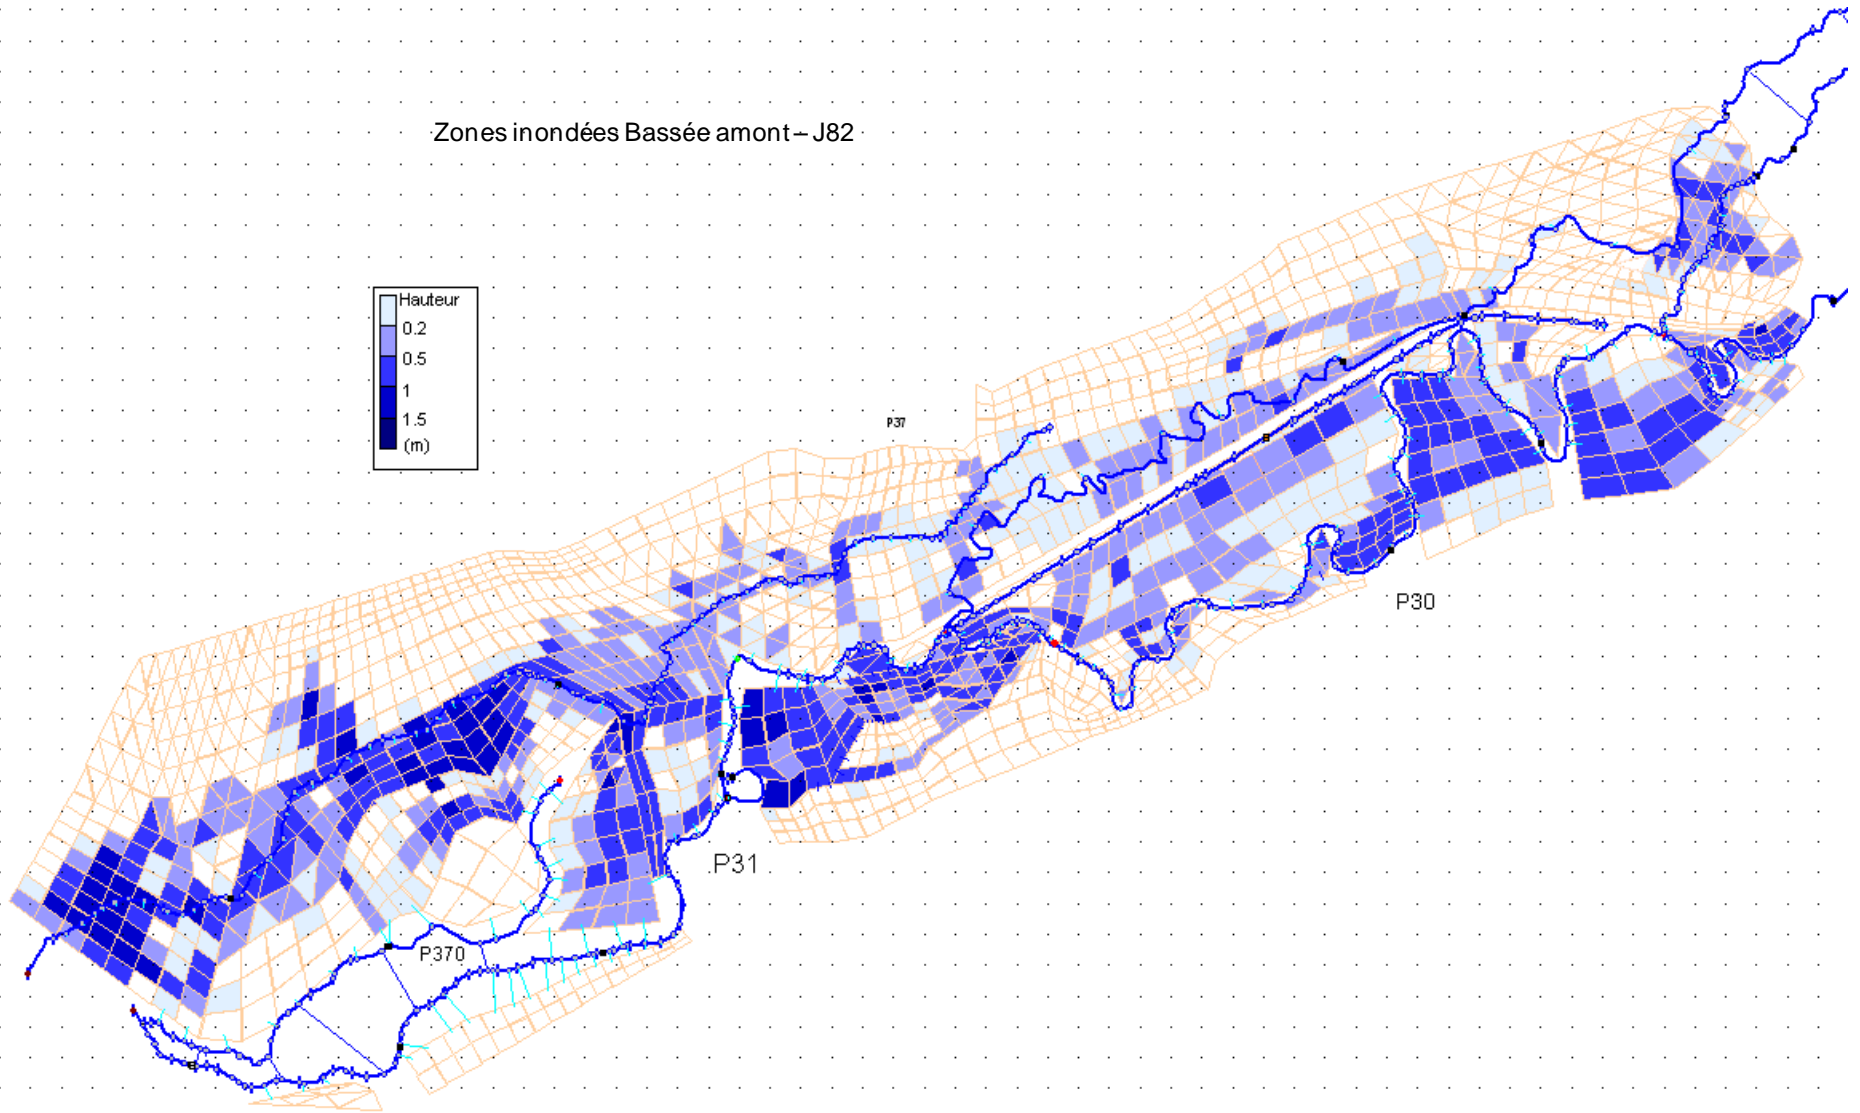 Zones inondées Bassée amont – J82
Hauteur
0.2
0.5
1
1.5
(m)
P37
P30
P31
P370